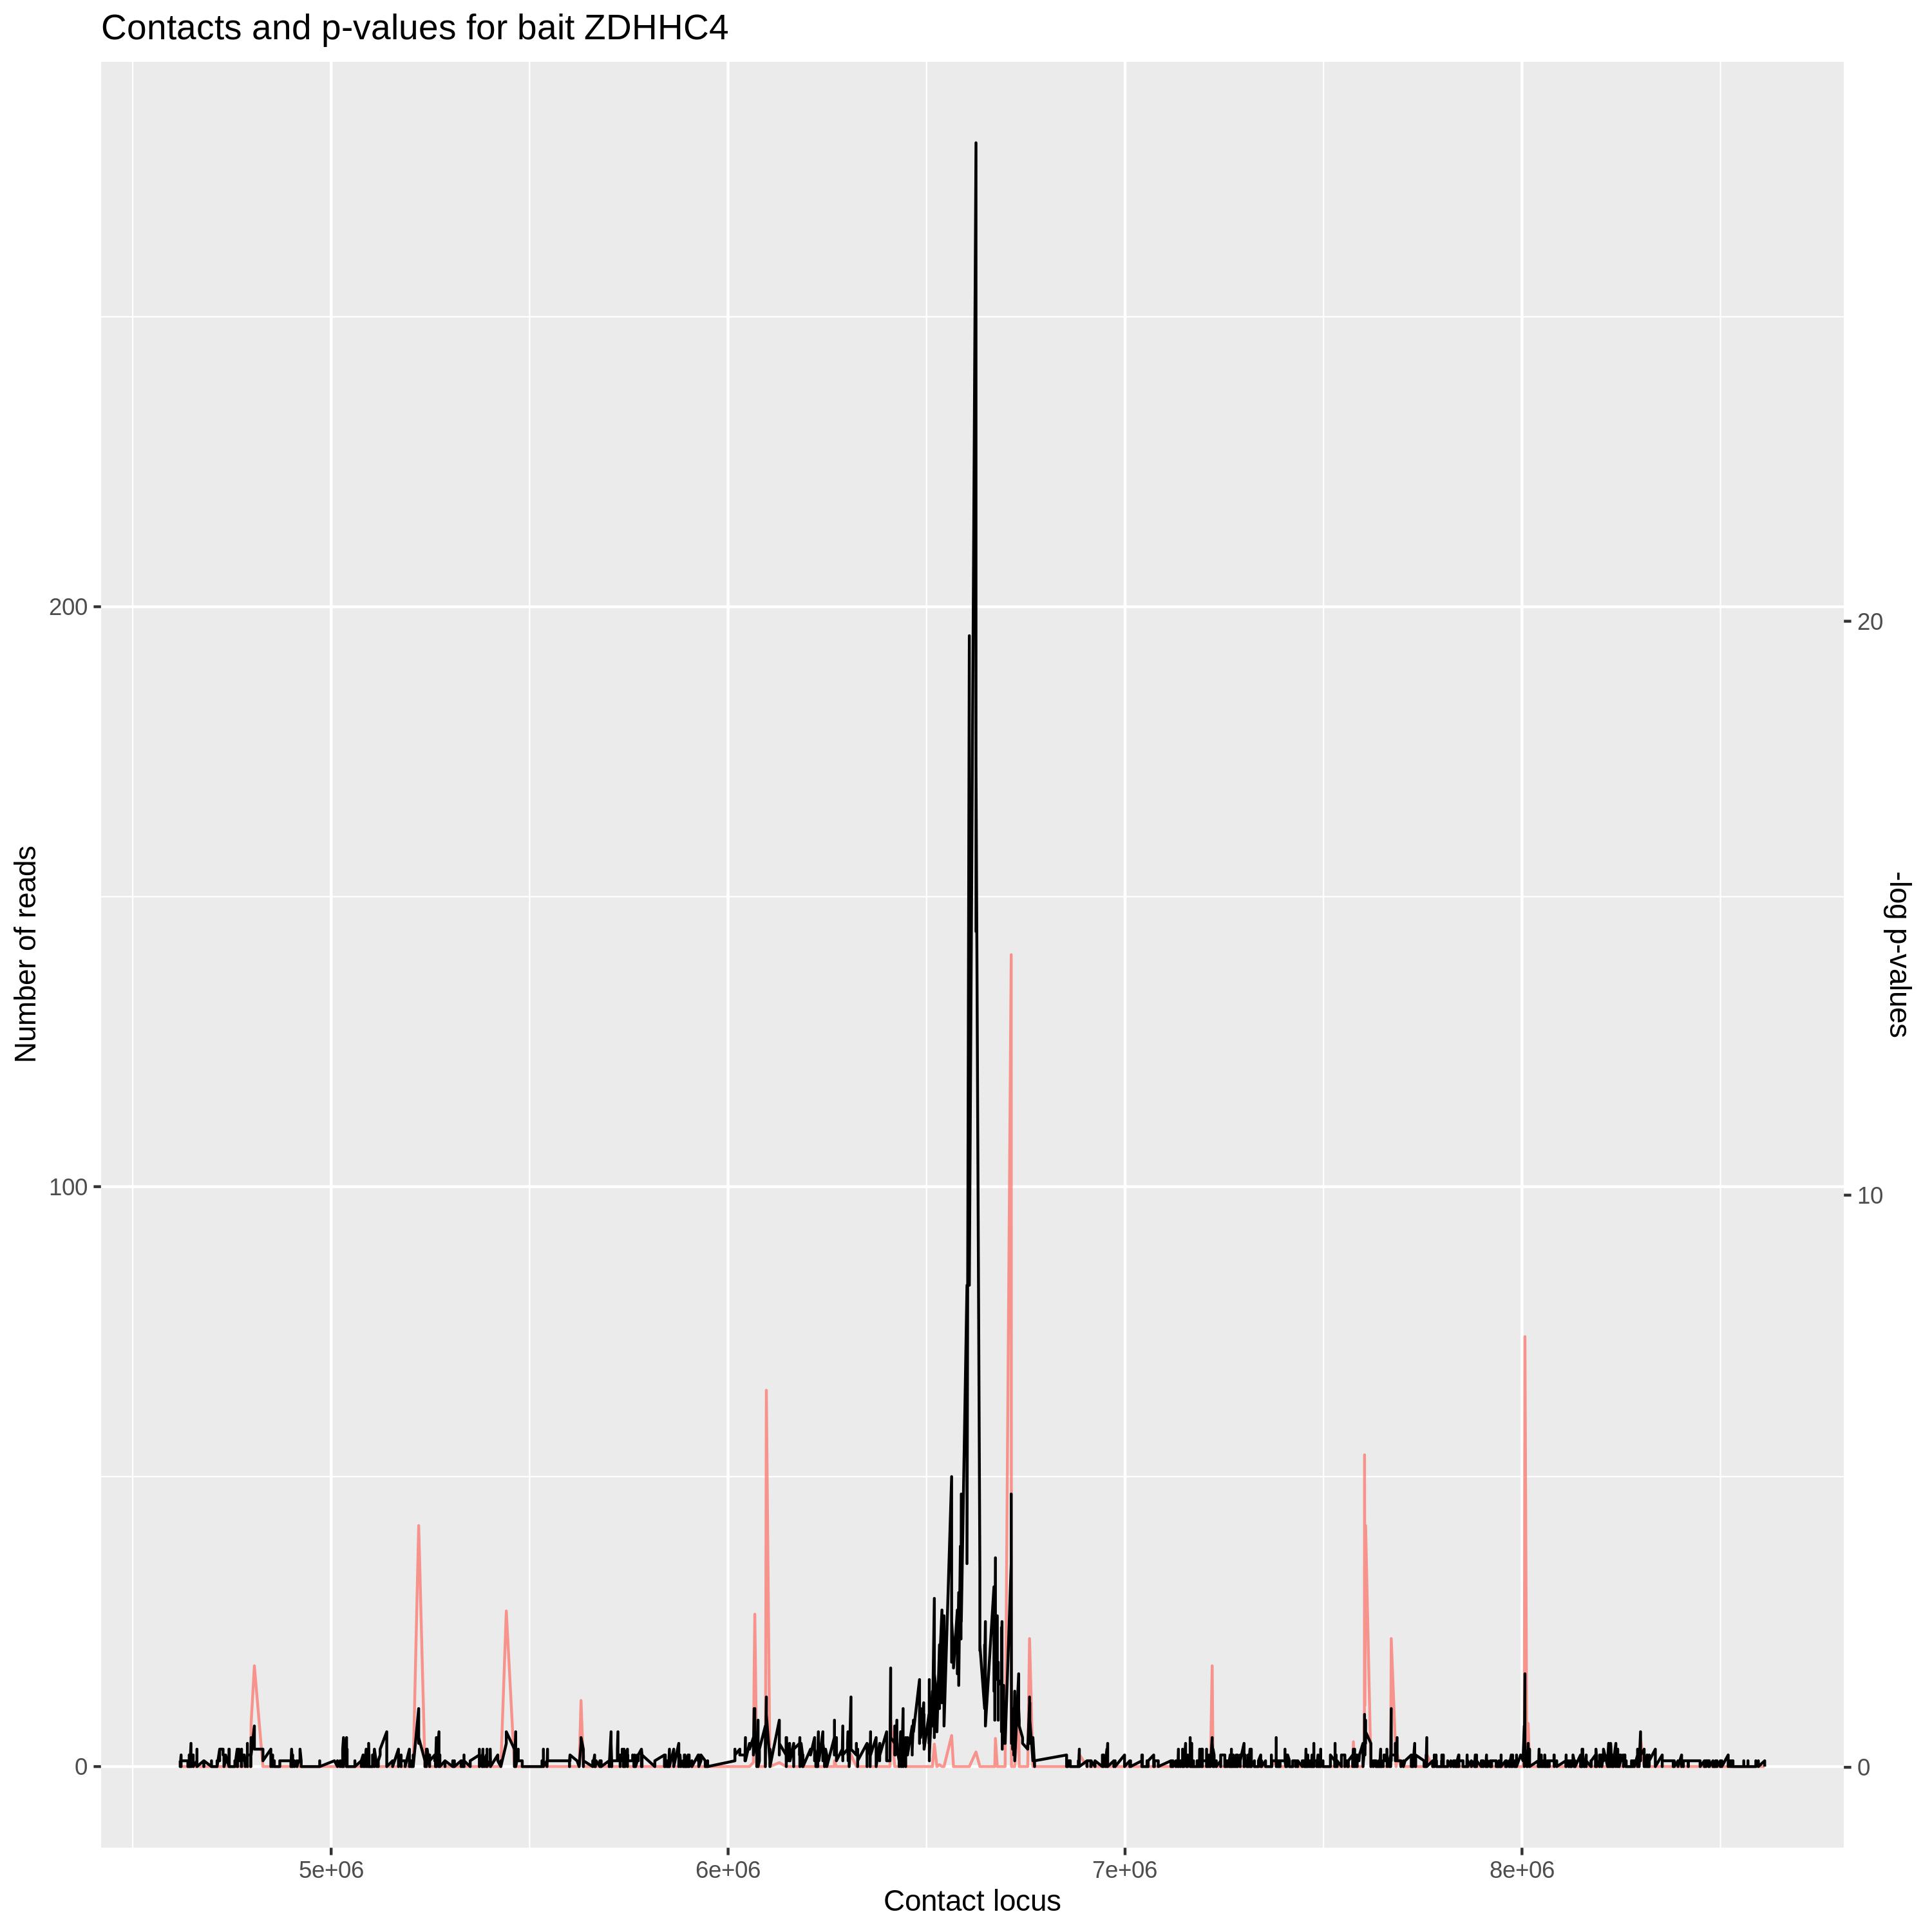 Contacts and p-values for bait ZDHHC4
200
100
0
Number of reads
20
10
0
-log p-values
5e+06
6e+06
7e+06
8e+06
Contact locus